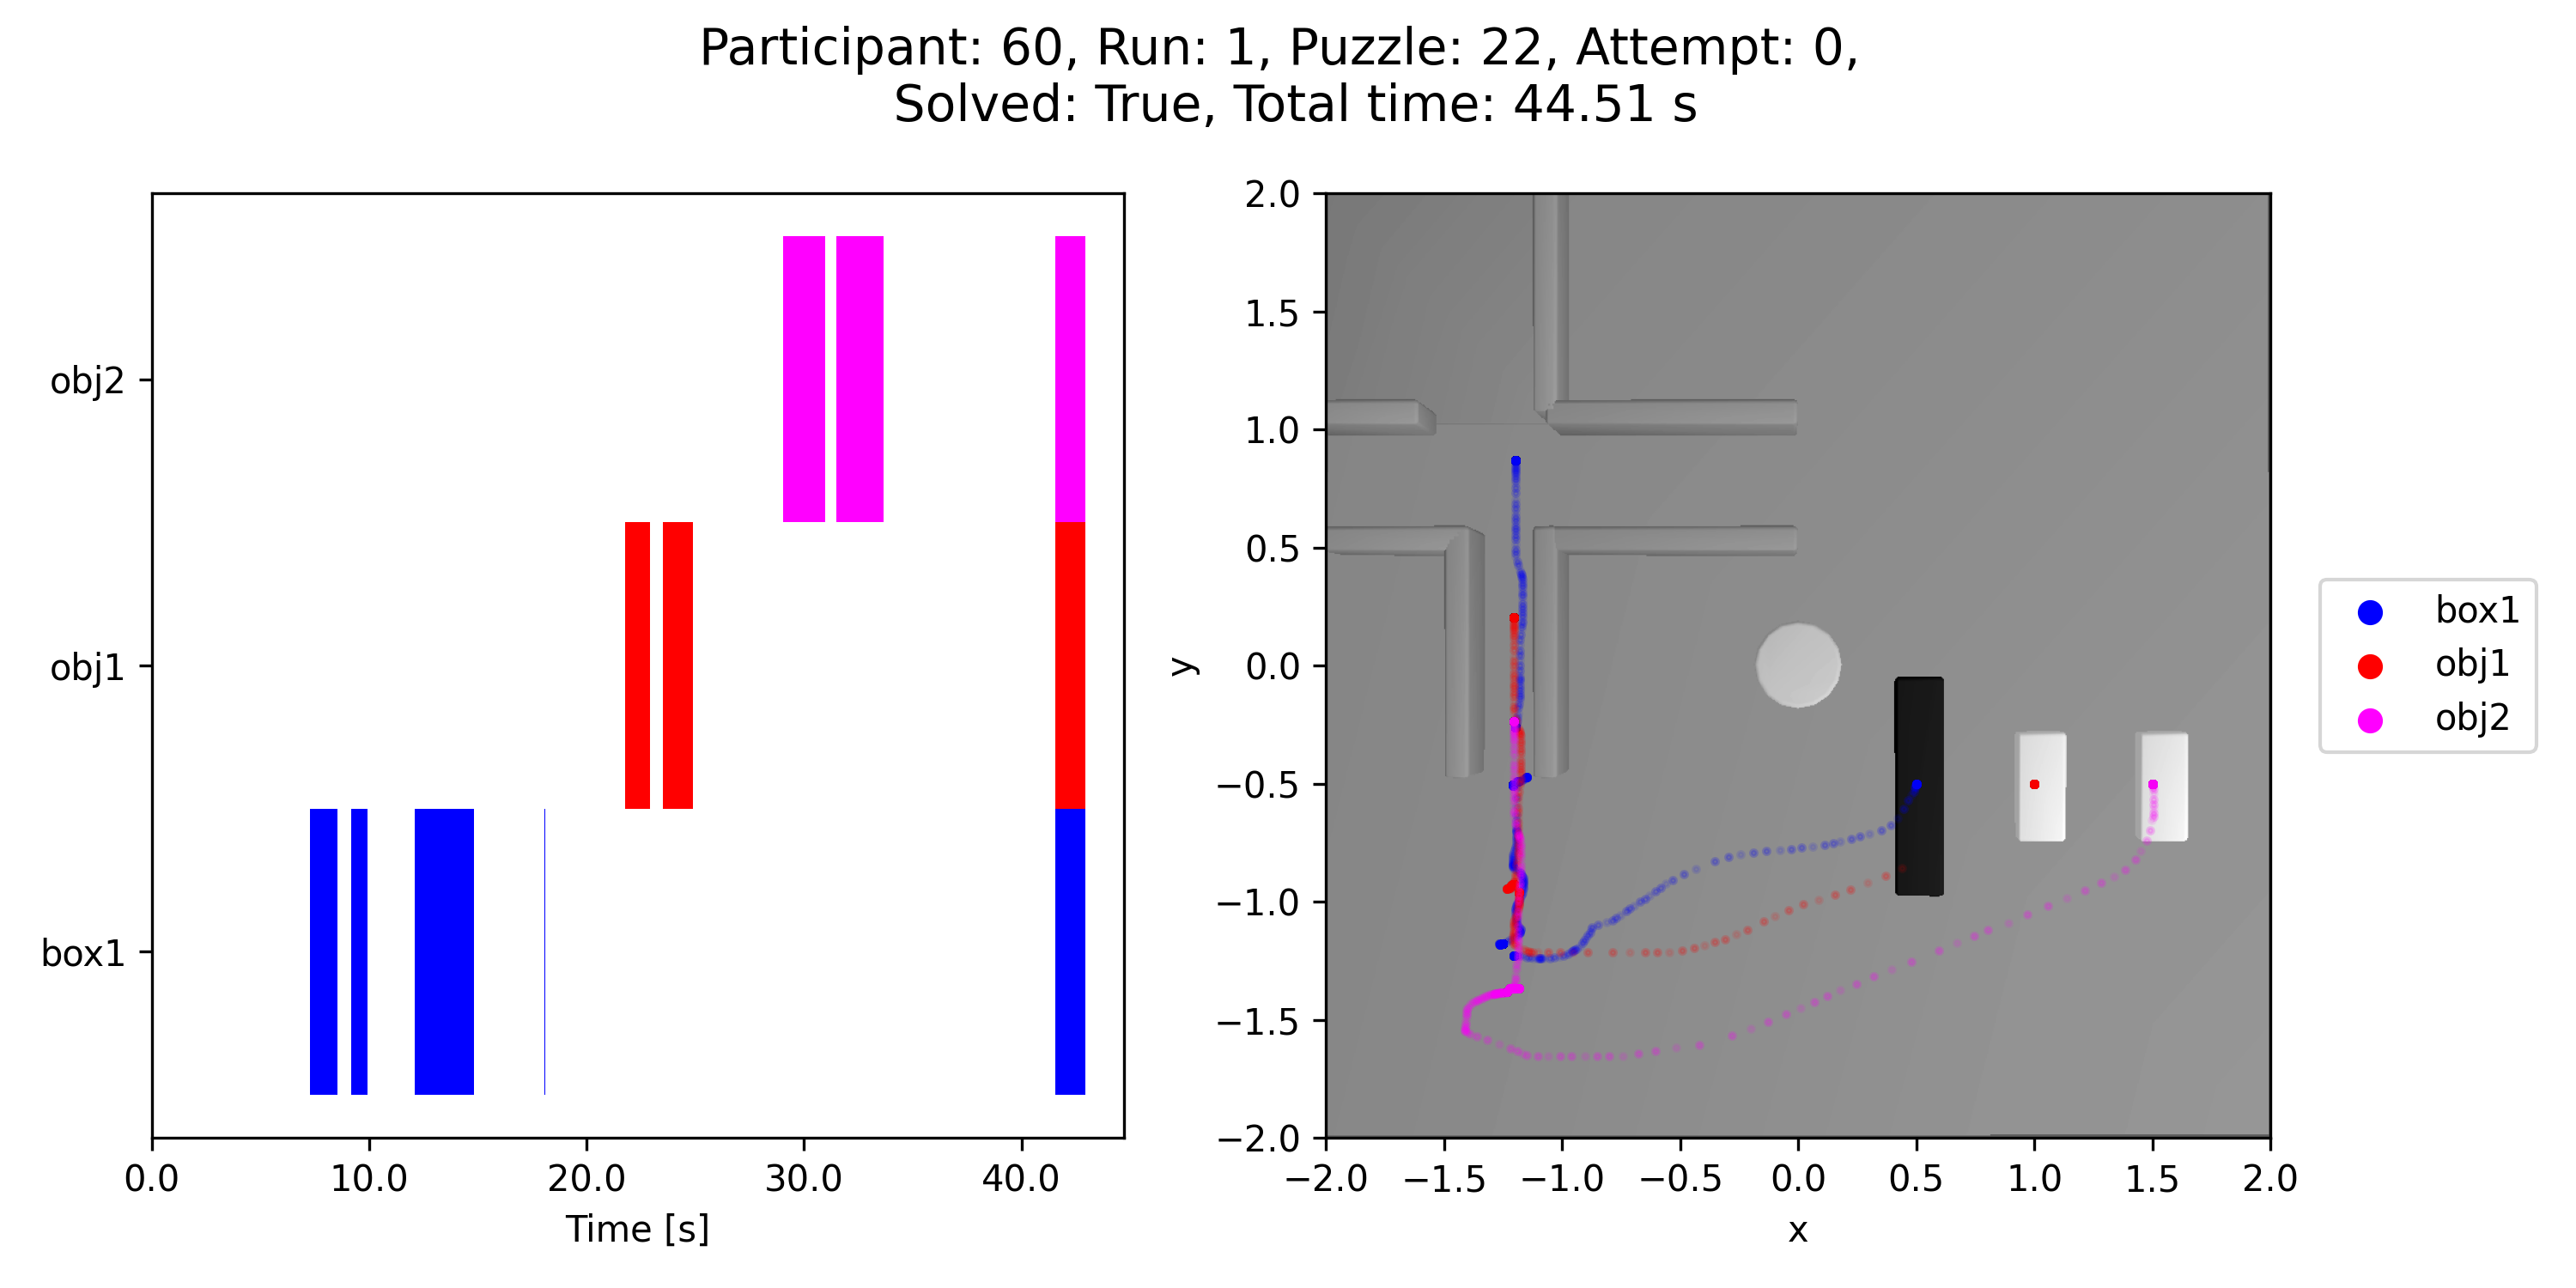 Participant: 60, Run: 1, Puzzle: 22, Attempt: 0,
Solved: True, Total time: 44.51 s
obj2
obj1
box1
0.0 10.0 20.0 30.0 40.0
Time [s]
2.0
1.5
1.0
0.5
0.0
−0.5
−1.0
−1.5
−2.0
y
−2.0 −1.5 −1.0 −0.5 0.0 0.5 1.0 1.5 2.0
x
box1
obj1
obj2